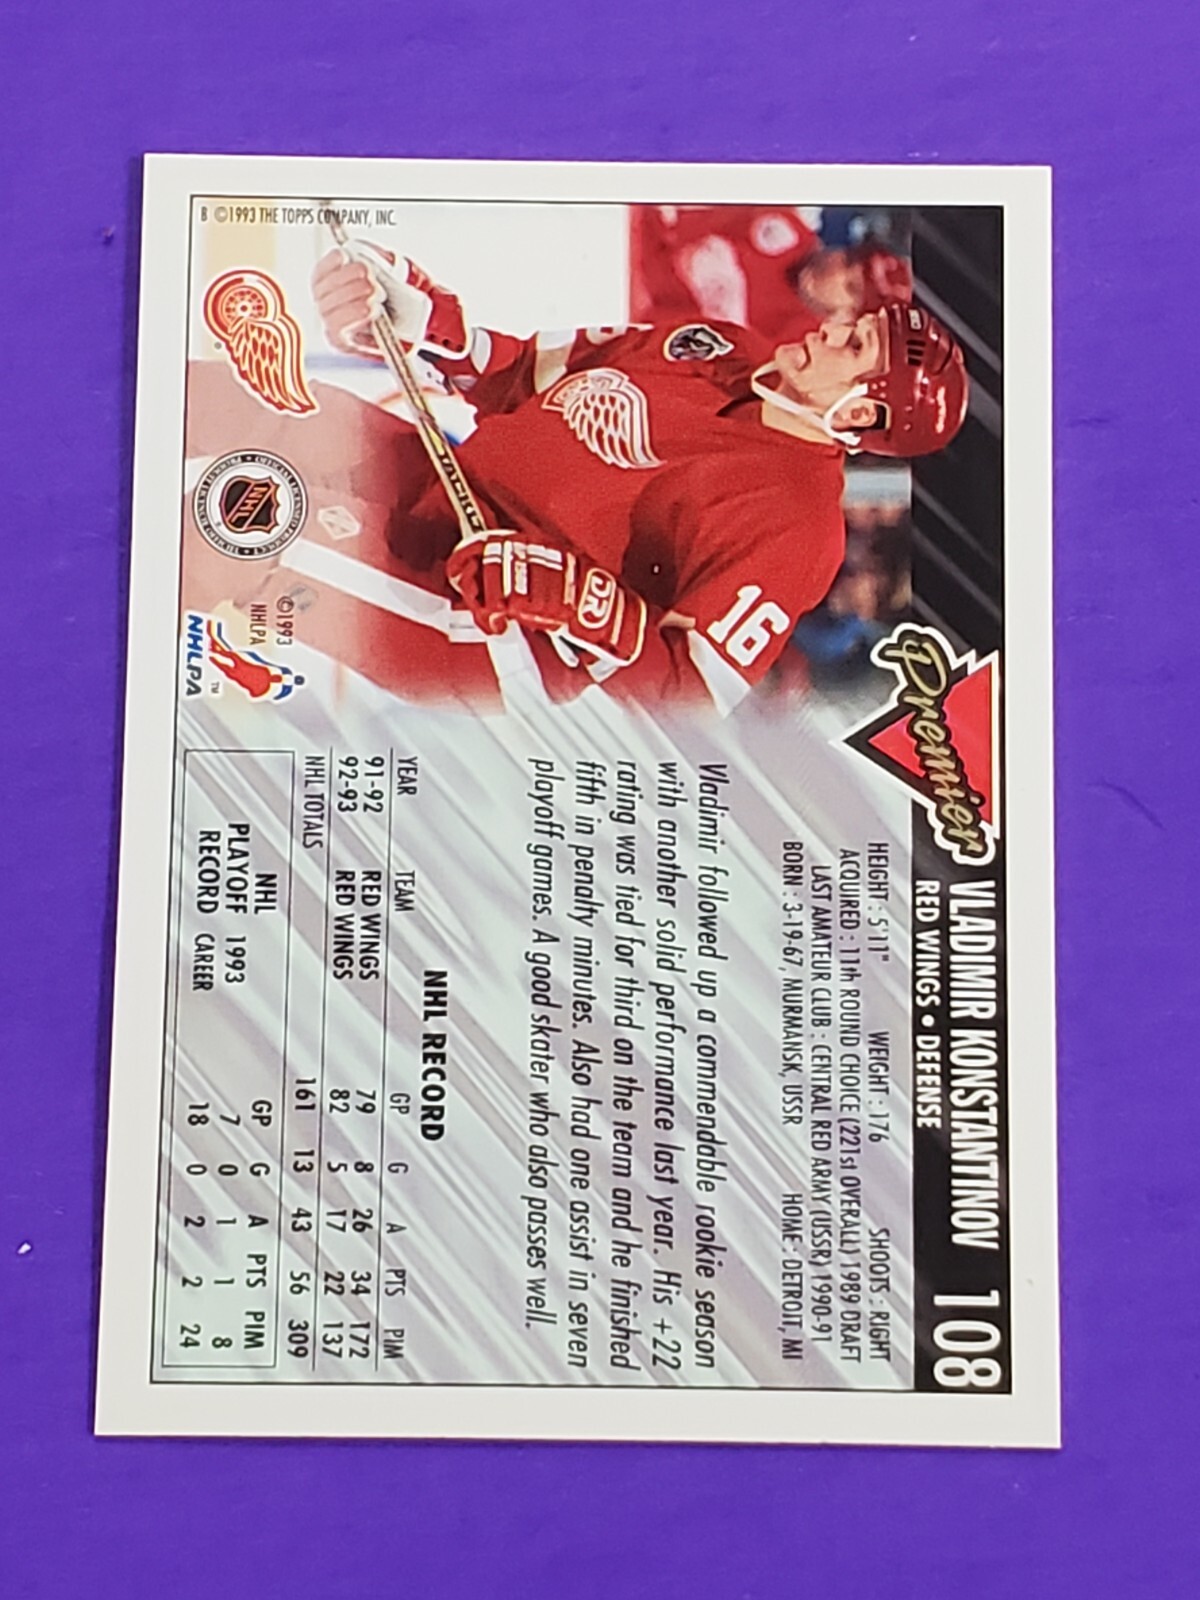 Premier
VLADIMIR KONSTANTINOV 108
RED WINGS • DEFENSE
HEIGHT : 5'11" WEIGHT : 176 SHOOTS : RIGHT
ACQUIRED : 11th ROUND CHOICE (221st OVERALL) 1989 DRAFT
LAST AMATEUR CLUB : CENTRAL RED ARMY (USSR) 1990-91
BORN : 3-19-67, MURMANSK, USSR HOME : DETROIT, MI
Vladimir followed up a commendable rookie season
with another solid performance last year. His +22
rating was tied for third on the team and he finished
fifth in penalty minutes. Also had one assist in seven
playoff games. A good skater who also passes well.
NHL RECORD
YEAR TEAM GP G A PTS PIM
91-92 RED WINGS 79 8 26 34 172
92-93 RED WINGS 82 5 17 22 137
NHL TOTALS 161 13 43 56 309
NHL GP G A PTS PIM
PLAYOFF 1993 7 0 1 1 8
RECORD CAREER 18 0 2 2 24
16
JR
NHL
©1993
NHLPA
NHLPA ™
B ©1993 THE TOPPS COMPANY, INC.